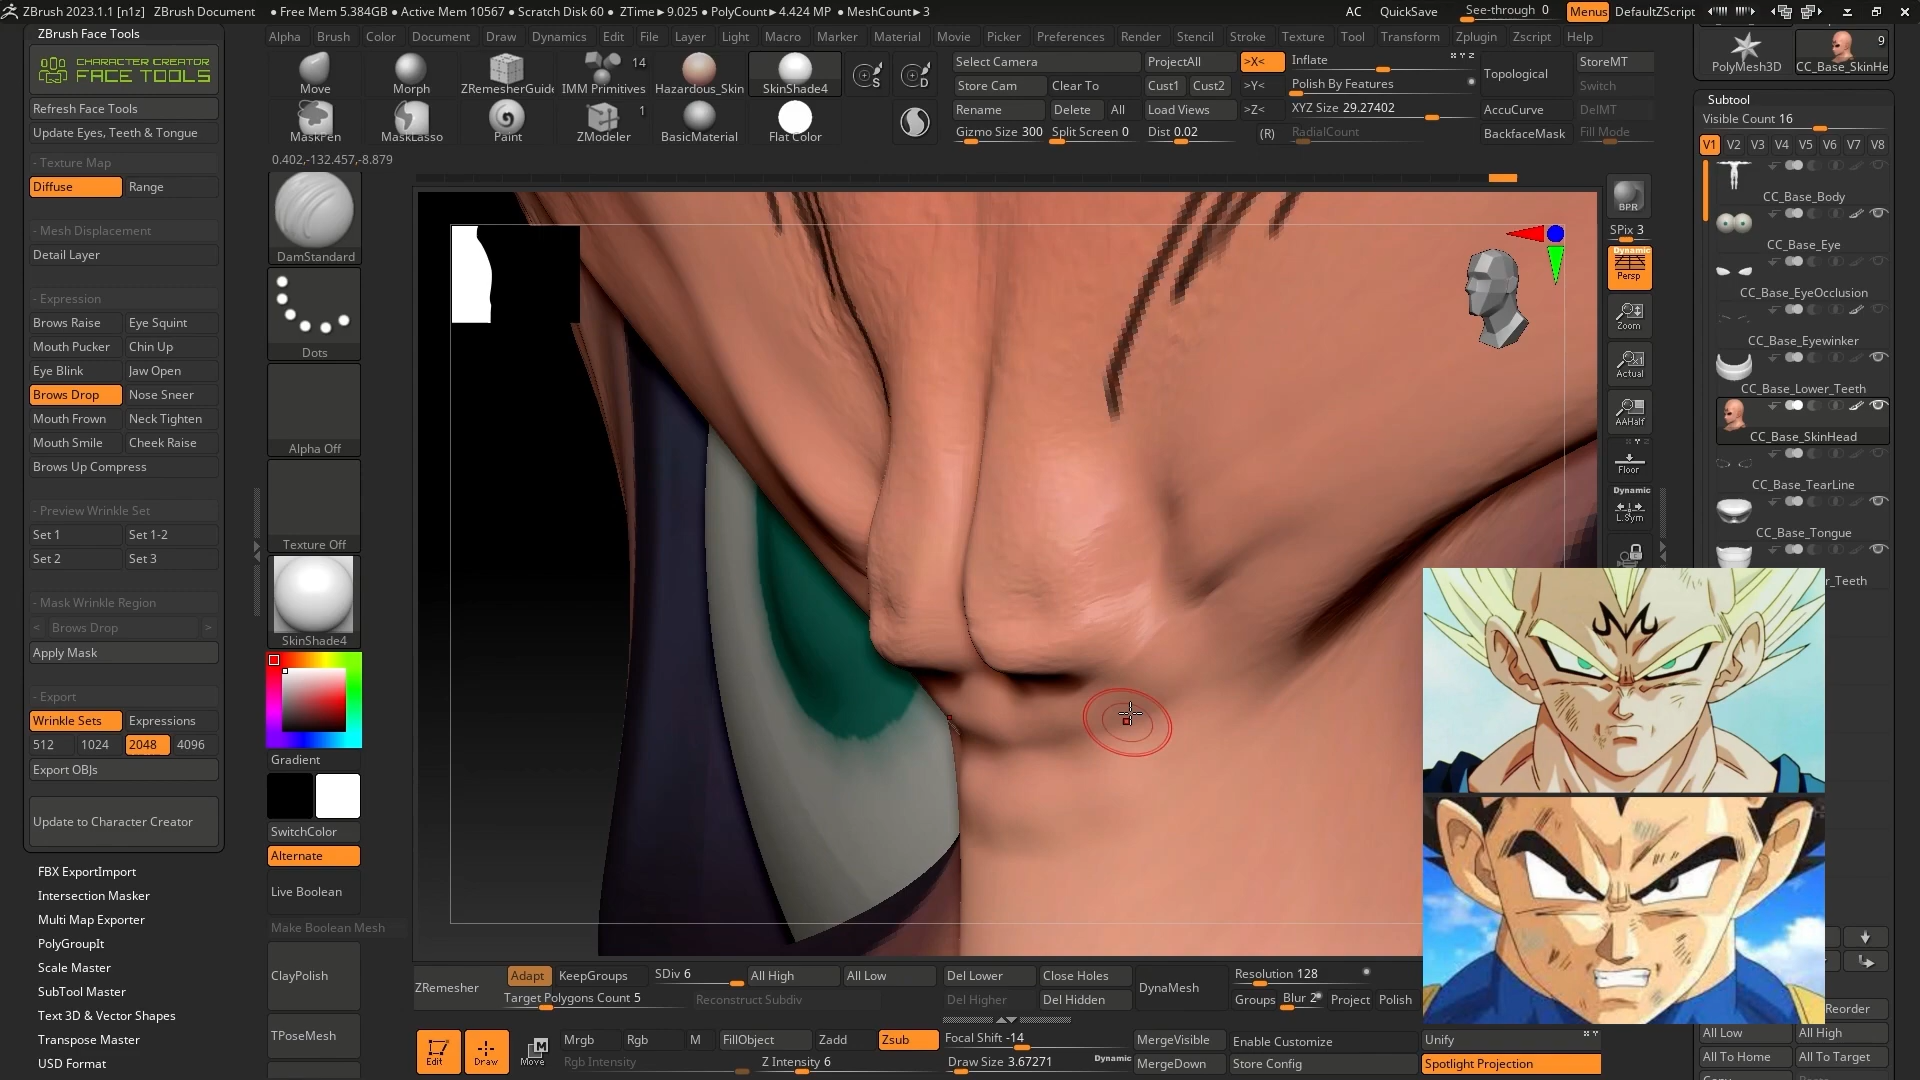 ZBrush 2023.1.1 [n1z] ZBrush Document ● Free Mem 5.384GB ● Active Mem 10567 ● Scratch Disk 60 ● ZTime►9.025 ● PolyCount►4.424 MP ● MeshCount►3 AC QuickSave See-through 0 Menus DefaultZScript
ZBrush Face Tools
Alpha Brush Color Document Draw Dynamics Edit File Layer Light Macro Marker Material Movie Picker Preferences Render Stencil Stroke Texture Tool Transform Zplugin Zscript Help
CHARACTER CREATOR
FACE TOOLS
Refresh Face Tools
Update Eyes, Teeth & Tongue
- Texture Map
Diffuse Range
- Mesh Displacement
Detail Layer
- Expression
Brows Raise Eye Squint
Mouth Pucker Chin Up
Eye Blink Jaw Open
Brows Drop Nose Sneer
Mouth Frown Neck Tighten
Mouth Smile Cheek Raise
Brows Up Compress
- Preview Wrinkle Set
Set 1 Set 1-2
Set 2 Set 3
- Mask Wrinkle Region
< Brows Drop >
Apply Mask
- Export
Wrinkle Sets Expressions
512 1024 2048 4096
Export OBJs
Update to Character Creator
FBX ExportImport
Intersection Masker
Multi Map Exporter
PolyGroupIt
Scale Master
SubTool Master
Text 3D & Vector Shapes
Transpose Master
USD Format
Move Morph ZRemesherGuide 14 IMM Primitives Hazardous_Skin SkinShade4 S D
MaskPen MaskLasso Paint 1 ZModeler BasicMaterial Flat Color
Select Camera ProjectAll >X< Inflate Topological StoreMT
Store Cam Clear To Cust1 Cust2 >Y< Polish By Features Switch
Rename Delete All Load Views >Z< XYZ Size 29.27402 AccuCurve DelMT
Gizmo Size 300 Split Screen 0 Dist 0.02 (R) RadialCount BackfaceMask Fill Mode
0.402,-132.457,-8.879
DamStandard
Dots
Alpha Off
Texture Off
SkinShade4
Gradient
SwitchColor
Alternate
Live Boolean
Make Boolean Mesh
ClayPolish
TPoseMesh
BPR
SPix 3
Dynamic
Persp
Zoom
Actual
AAHalf
Floor
Dynamic
L.Sym
PolyMesh3D 9 CC_Base_SkinHe
Subtool
Visible Count 16
V1 V2 V3 V4 V5 V6 V7 V8
CC_Base_Body
CC_Base_Eye
CC_Base_EyeOcclusion
CC_Base_Eyewinker
CC_Base_Lower_Teeth
CC_Base_SkinHead
CC_Base_TearLine
CC_Base_Tongue
r_Teeth
Reorder
All Low All High
All To Home All To Target
ZRemesher Adapt KeepGroups SDiv 6 All High All Low Del Lower Close Holes DynaMesh Resolution 128
Target Polygons Count 5 Reconstruct Subdiv Del Higher Del Hidden Groups Blur 2 Project Polish
Edit Draw Move Mrgb Rgb M FillObject Zadd Zsub Focal Shift -14 MergeVisible Enable Customize Unify
Rgb Intensity Z Intensity 6 Draw Size 3.67271 Dynamic MergeDown Store Config Spotlight Projection